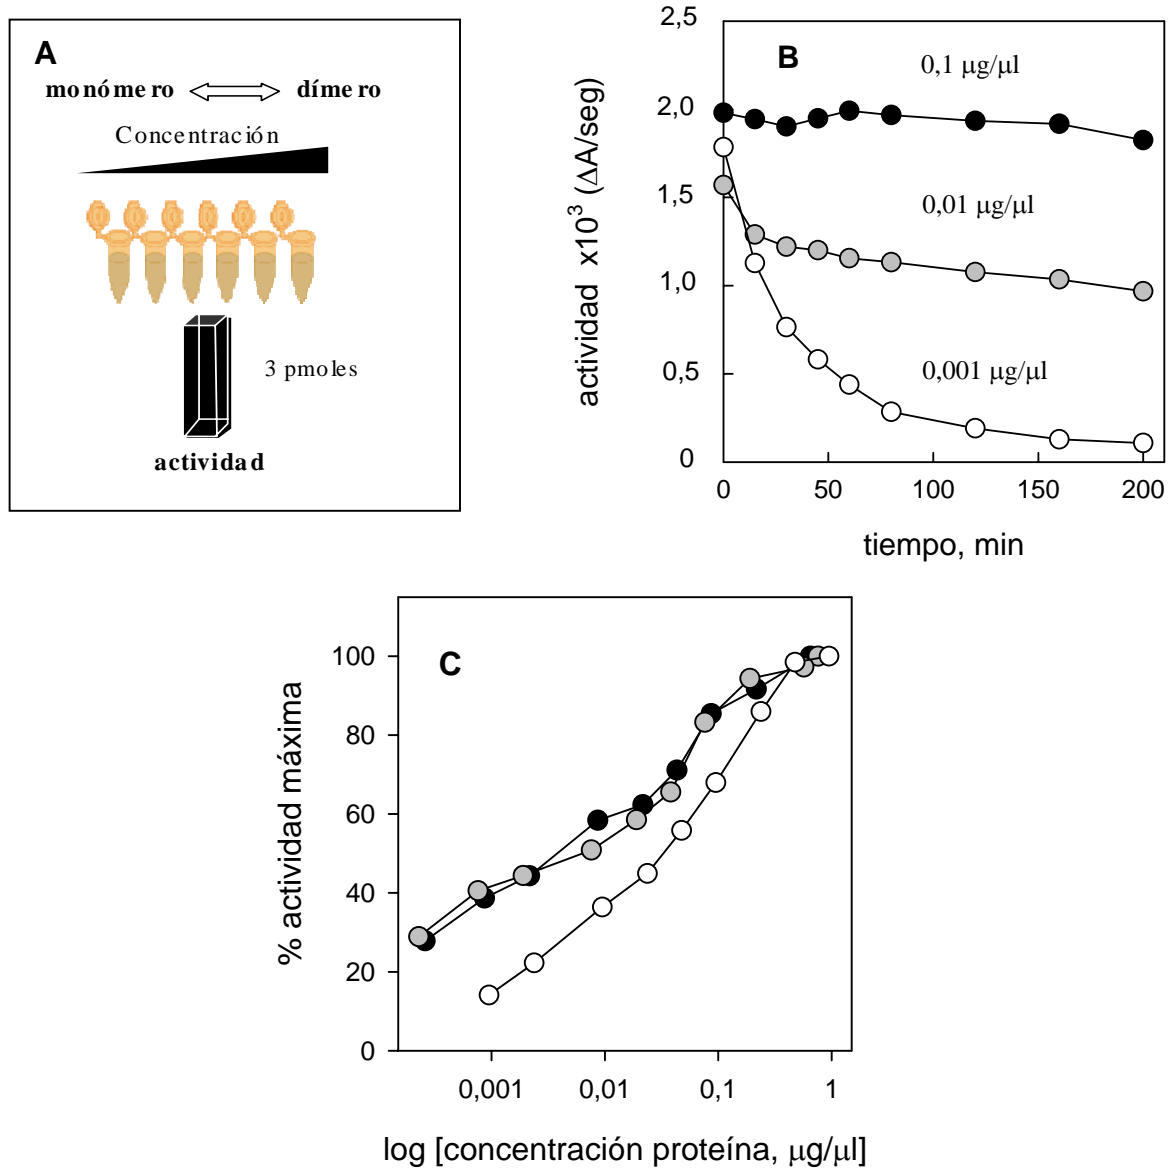 A
monómero dímero
Concentración
3 pmoles
actividad
B
actividad x10³ (ΔA/seg)
2,5
2,0
1,5
1,0
0,5
0
0,1 μg/μl
0,01 μg/μl
0,001 μg/μl
0 50 100 150 200
tiempo, min
C
% actividad máxima
100
80
60
40
20
0
0,001 0,01 0,1 1
log [concentración proteína, μg/μl]